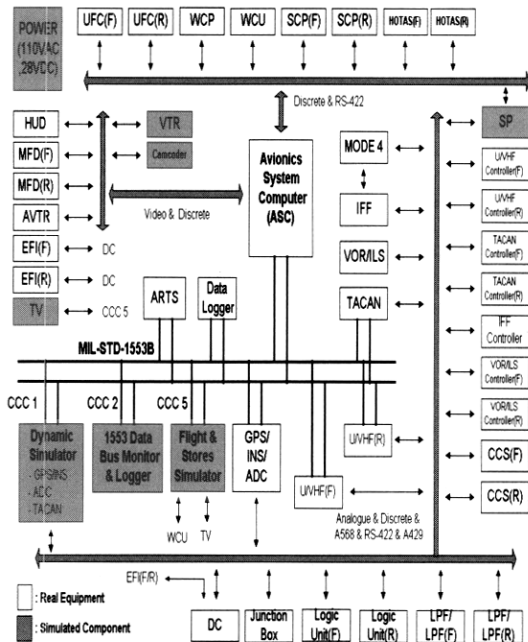 POWER
(110VAC
,28VDC)
UFC(F)
UFC(R)
WCP
WCU
SCP(F)
SCP(R)
HOTAS(F)
HOTAS(R)
Discrete & RS-422
HUD
MFD(F)
MFD(R)
AVTR
EFI(F)
EFI(R)
TV
VTR
Camcoder
DC
DC
CCC 5
Video & Discrete
Avionics
System
Computer
(ASC)
MODE 4
IFF
VOR/ILS
TACAN
SP
U/VHF
Controller(F)
U/VHF
Controller(R)
TACAN
Controller(F)
TACAN
Controller(R)
IFF
Controller
VOR/ILS
Controller(F)
VOR/ILS
Controller(R)
CCS(F)
CCS(R)
ARTS
Data
Logger
MIL-STD-1553B
CCC 1
CCC 2
CCC 5
Dynamic
Simulator
- GPS/INS
- ADC
- TACAN
1553 Data
Bus Monitor
& Logger
Flight &
Stores
Simulator
GPS/
INS/
ADC
U/VHF(F)
U/VHF(R)
WCU
TV
Analogue & Discrete &
A568 & RS-422 & A429
EFI(F/R)
: Real Equipment
: Simulated Component
DC
Junction
Box
Logic
Unit(F)
Logic
Unit(R)
LPF/
LPF(F)
LPF/
LPF(R)